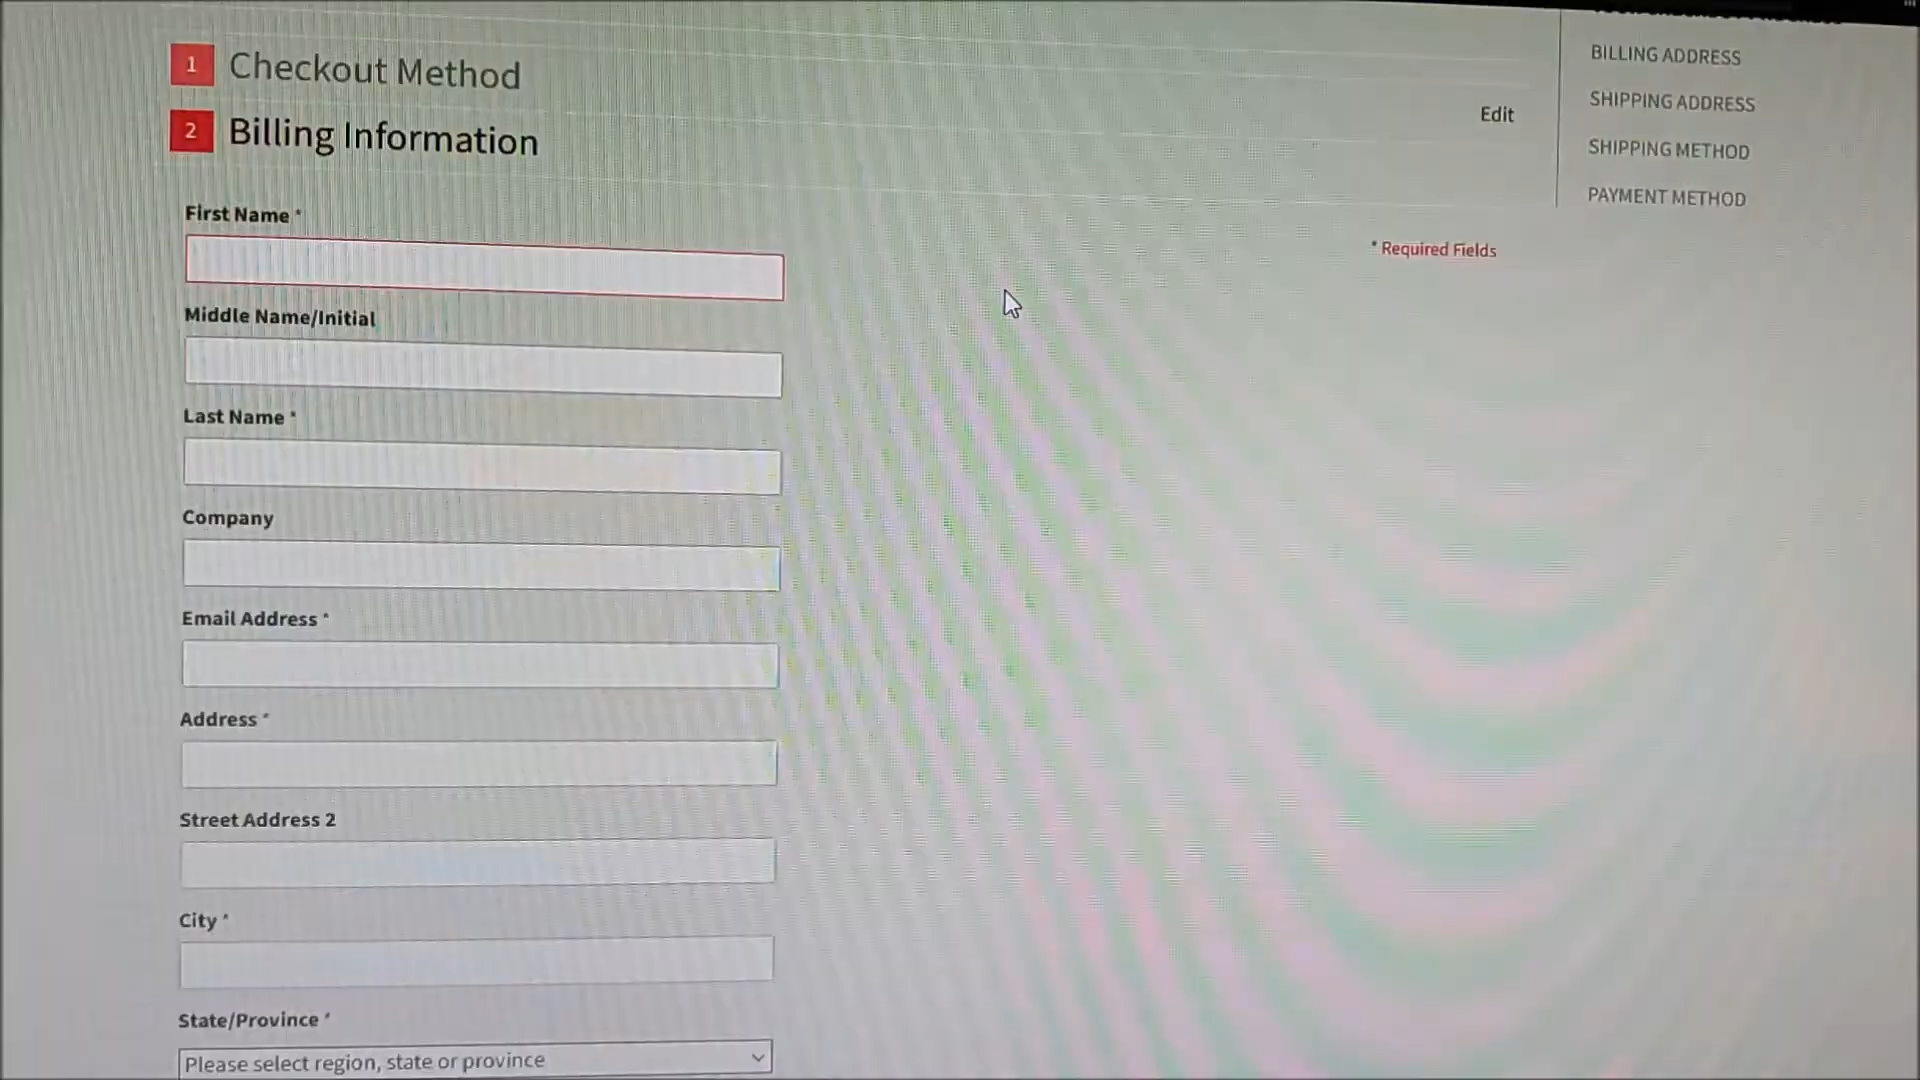 1 Checkout Method
Edit
2 Billing Information
* Required Fields
First Name *
Middle Name/Initial
Last Name *
Company
Email Address *
Address *
Street Address 2
City *
State/Province *
Please select region, state or province
BILLING ADDRESS
SHIPPING ADDRESS
SHIPPING METHOD
PAYMENT METHOD